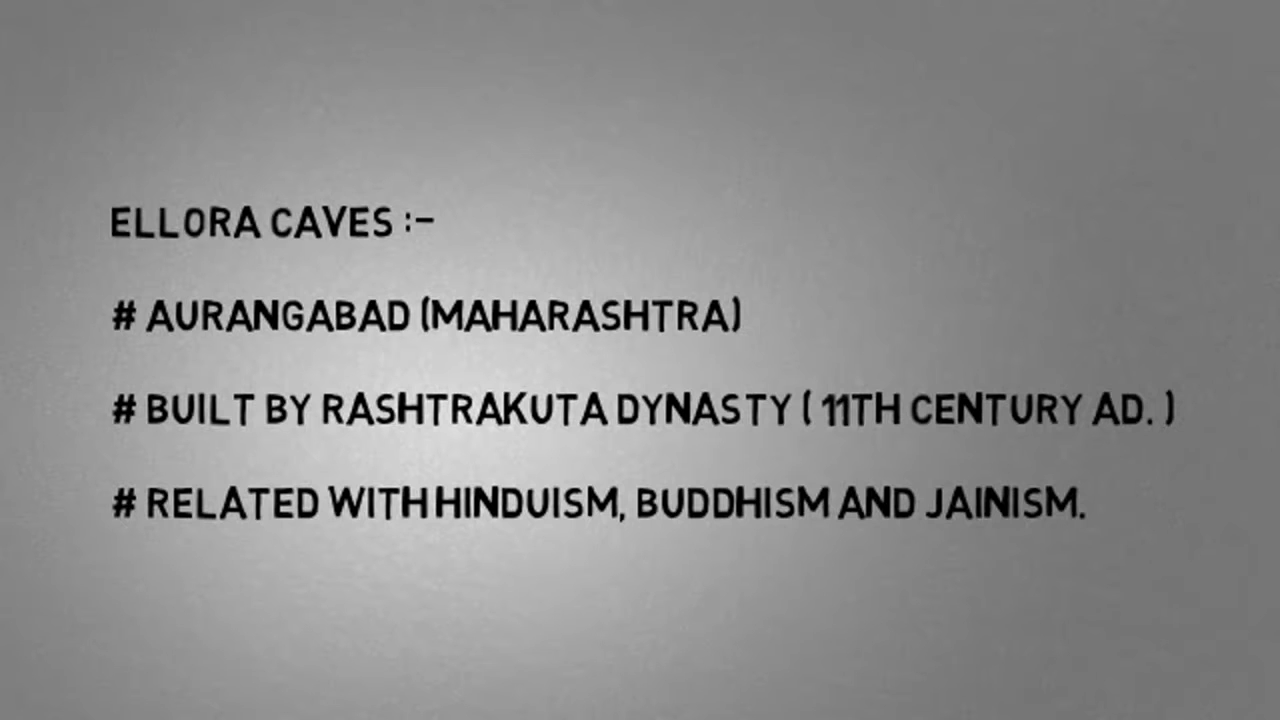 ELLORA CAVES :-
# AURANGABAD (MAHARASHTRA)
# BUILT BY RASHTRAKUTA DYNASTY ( 11TH CENTURY AD. )
# RELATED WITH HINDUISM, BUDDHISM AND JAINISM.